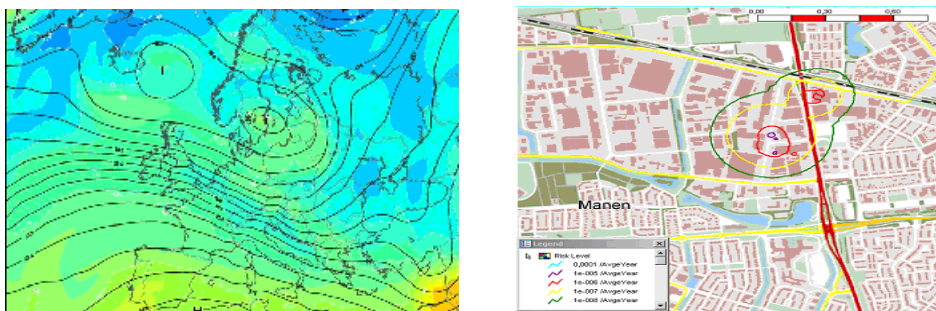 0,00
0,30
0,60
Manen
Legend
Risk Level
0,0001 /AvgeYear
1e-005 /AvgeYear
1e-006 /AvgeYear
1e-007 /AvgeYear
1e-008 /AvgeYear